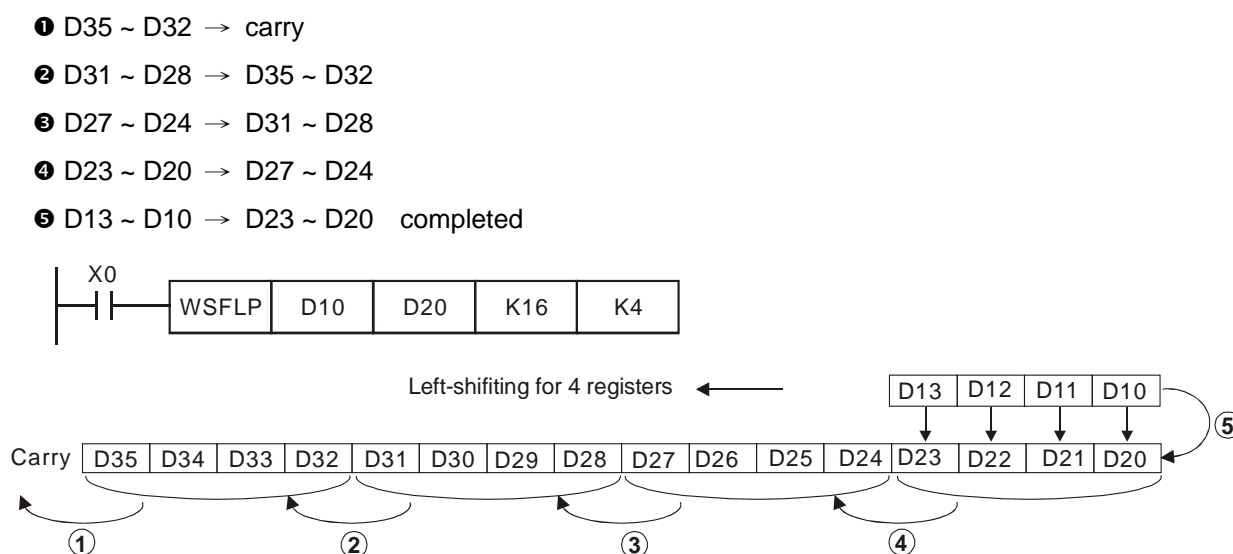 ❶ D35 ~ D32 → carry
❷ D31 ~ D28 → D35 ~ D32
❸ D27 ~ D24 → D31 ~ D28
❹ D23 ~ D20 → D27 ~ D24
❺ D13 ~ D10 → D23 ~ D20 completed
X0
WSFLP D10 D20 K16 K4
Left-shifiting for 4 registers
D13 D12 D11 D10
⑤
Carry D35 D34 D33 D32 D31 D30 D29 D28 D27 D26 D25 D24 D23 D22 D21 D20
① ② ③ ④